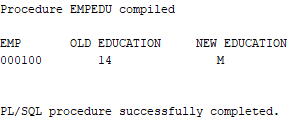 Procedure EMPEDU compiled
EMP OLD EDUCATION NEW EDUCATION
000100 14 M
PL/SQL procedure successfully completed.